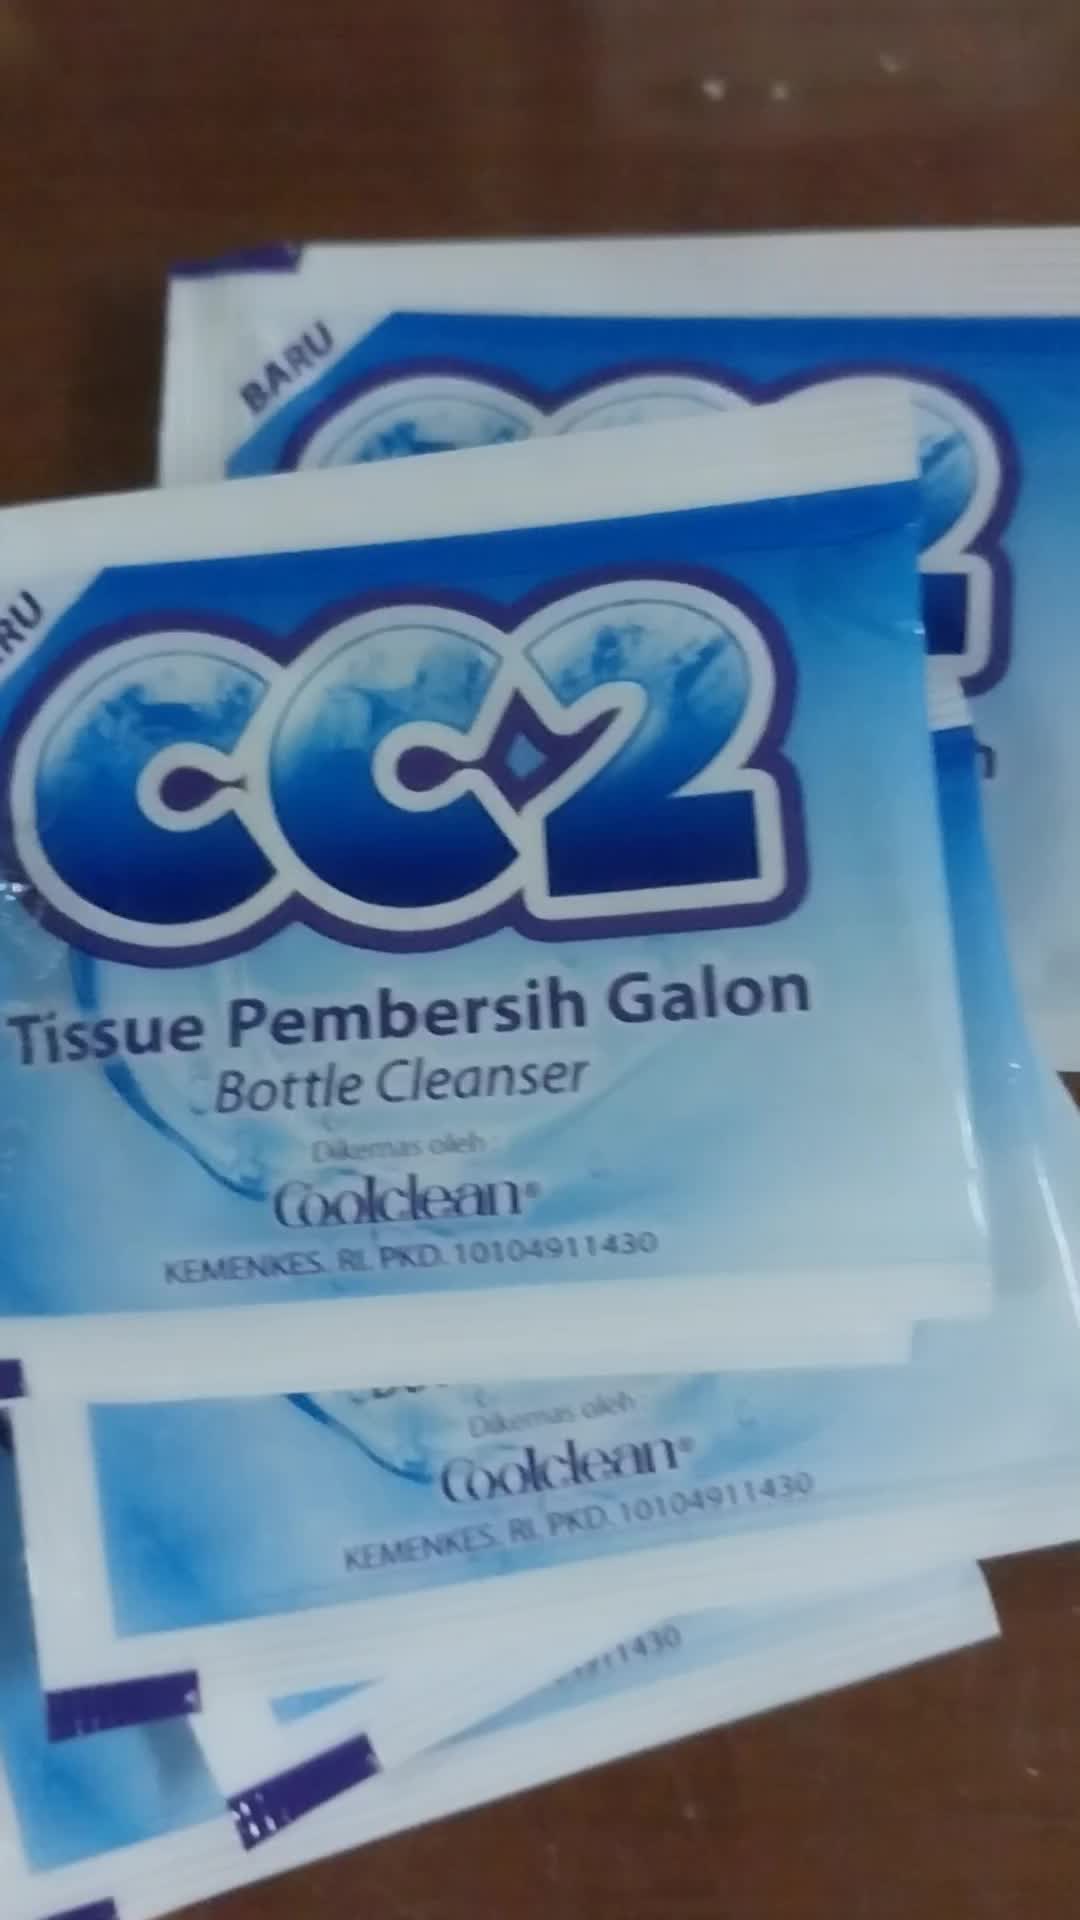 BARU
CC2
Tissue Pembersih Galon
Bottle Cleanser
Dikemas oleh :
Coolclean®
KEMENKES. RI. PKD. 10104911430
Dikemas oleh
Coolclean®
KEMENKES. RI. PKD. 10104911430
11430